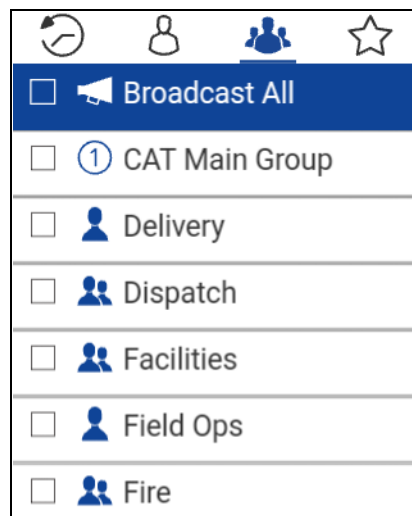 Broadcast All
1 CAT Main Group
Delivery
Dispatch
Facilities
Field Ops
Fire